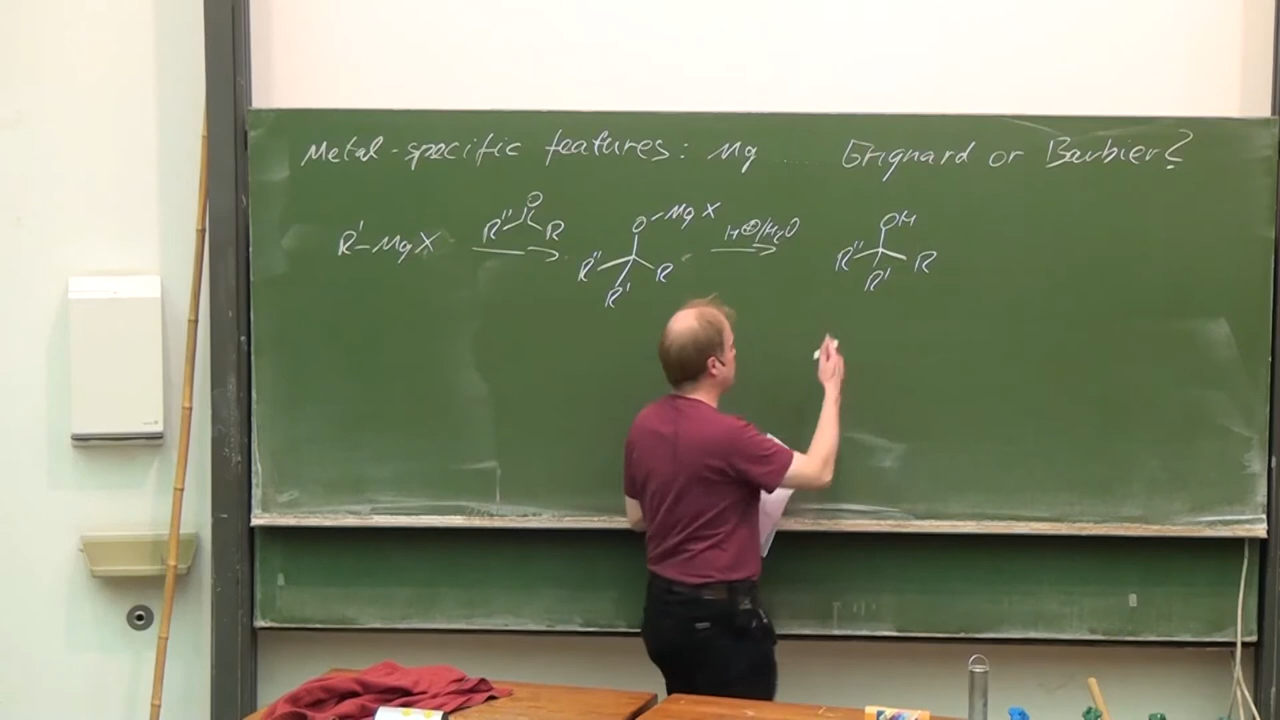 Metal-specific features: Mg ..... Grignard or Barbier?
R'-MgX R'' O R O-MgX R'' R' R H⊕/H₂O OH R'' R' R